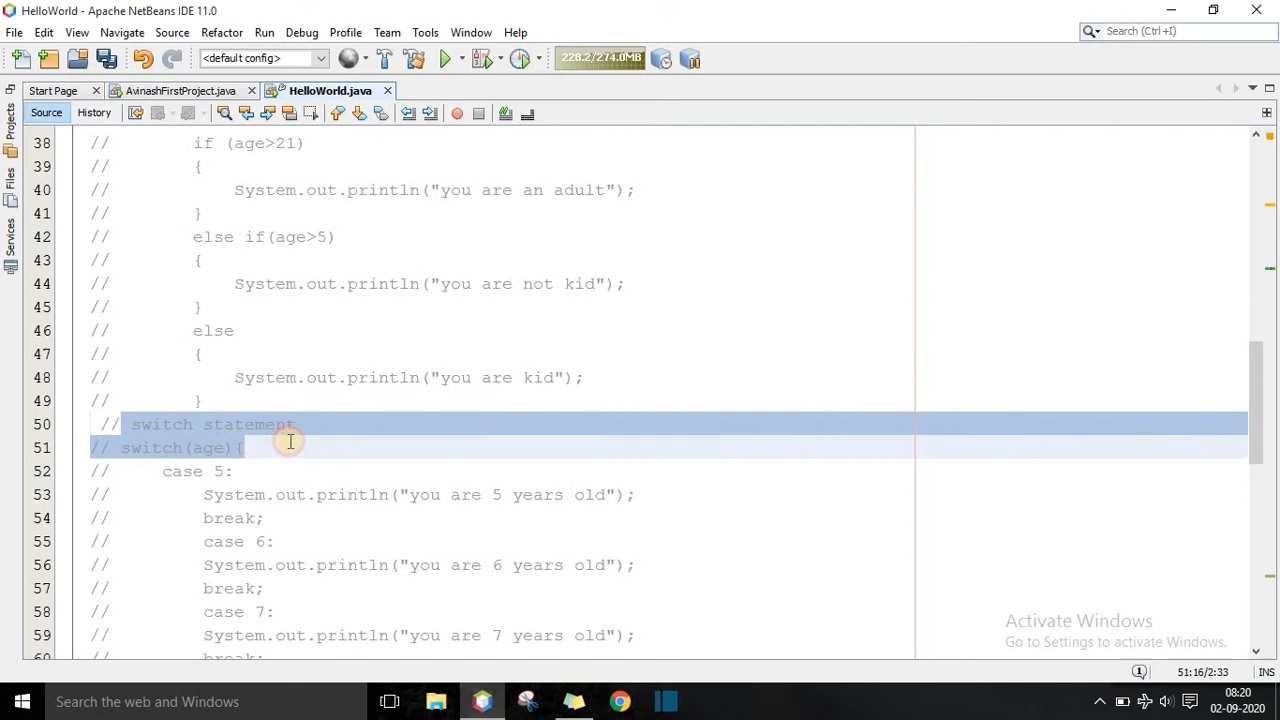 HelloWorld - Apache NetBeans IDE 11.0
File Edit View Navigate Source Refactor Run Debug Profile Team Tools Window Help
Search (Ctrl+I)
<default config>
228.2/274.0MB
Start Page
AvinashFirstProject.java
HelloWorld.java
Source History
Projects
Files
Services
38 // if (age>21)
39 // {
40 // System.out.println("you are an adult");
41 // }
42 // else if(age>5)
43 // {
44 // System.out.println("you are not kid");
45 // }
46 // else
47 // {
48 // System.out.println("you are kid");
49 // }
50 // switch statement
51 // switch(age){
52 // case 5:
53 // System.out.println("you are 5 years old");
54 // break;
55 // case 6:
56 // System.out.println("you are 6 years old");
57 // break;
58 // case 7:
59 // System.out.println("you are 7 years old");
60 // break;
Activate Windows
Go to Settings to activate Windows.
51:16/2:33 INS
Search the web and Windows
08:20
02-09-2020